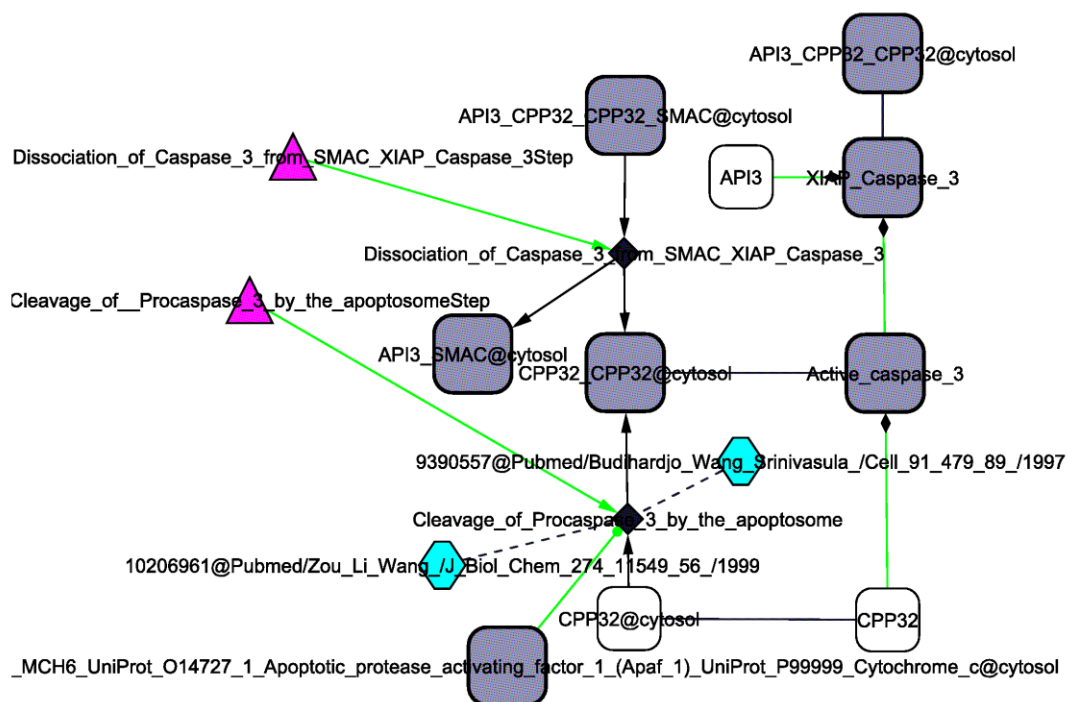 API3_CPP32_CPP32@cytosol
API3_CPP32_CPP32_SMAC@cytosol
Dissociation_of_Caspase_3_from_SMAC_XIAP_Caspase_3Step
API3
XIAP_Caspase_3
Dissociation_of_Caspase_3_from_SMAC_XIAP_Caspase_3
Cleavage_of__Procaspase_3_by_the_apoptosomeStep
API3_SMAC@cytosol
CPP32_CPP32@cytosol
Active_caspase_3
9390557@Pubmed/Budihardjo_Wang_Srinivasula_/Cell_91_479_89_/1997
Cleavage_of_Procaspase_3_by_the_apoptosome
10206961@Pubmed/Zou_Li_Wang_/J_Biol_Chem_274_11549_56_/1999
CPP32@cytosol
CPP32
_MCH6_UniProt_O14727_1_Apoptotic_protease_activating_factor_1_(Apaf_1)_UniProt_P99999_Cytochrome_c@cytosol